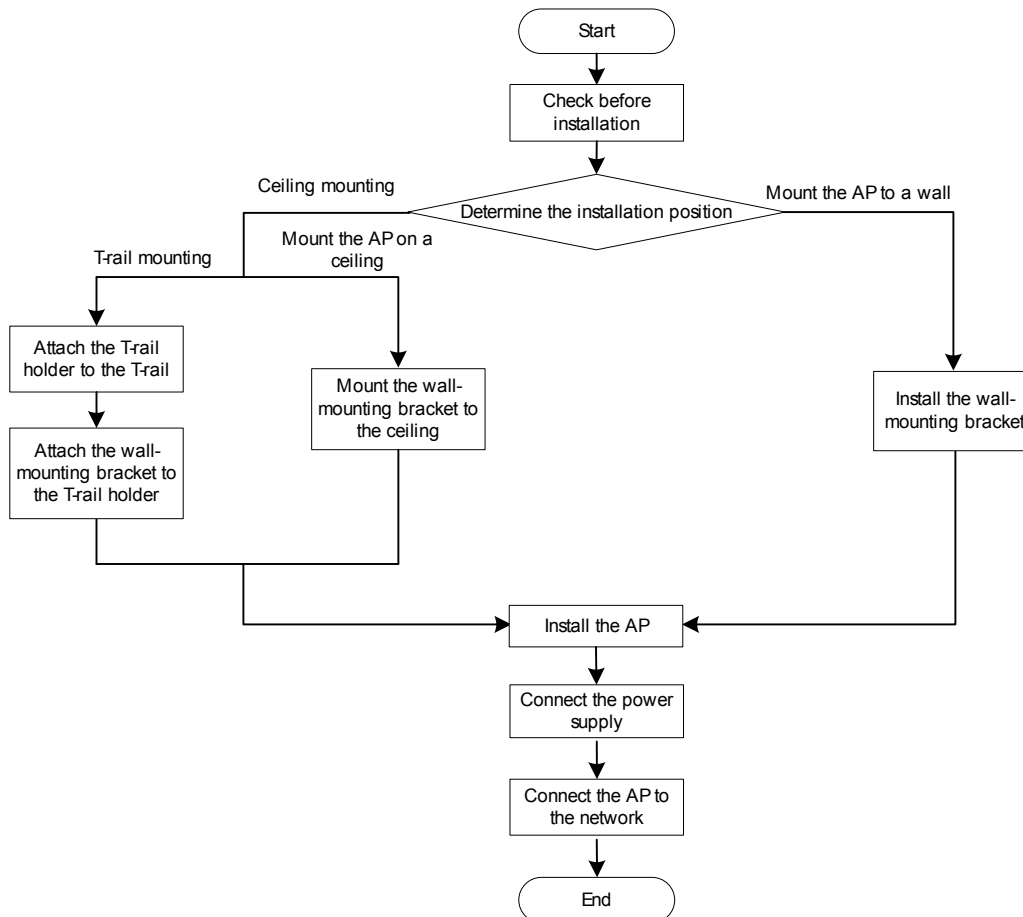 Start
Check before
installation
Ceiling mounting
Determine the installation position
Mount the AP to a wall
T-rail mounting
Mount the AP on a
ceiling
Attach the T-rail
holder to the T-rail
Mount the wall-
mounting bracket to
the ceiling
Install the wall-
mounting bracket
Attach the wall-
mounting bracket to
the T-rail holder
Install the AP
Connect the power
supply
Connect the AP to
the network
End